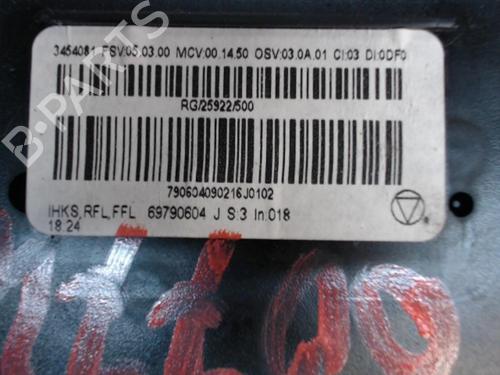 3454081 FSV:05.03.00 MCV:00.14.50 OSV:03.0A.01 CI:03 DI:0DF0
RG/25922/500
790604090216J0102
IHKS,RFL,FFL 69790604 J S:3 In:018
18:24
B-PARTS